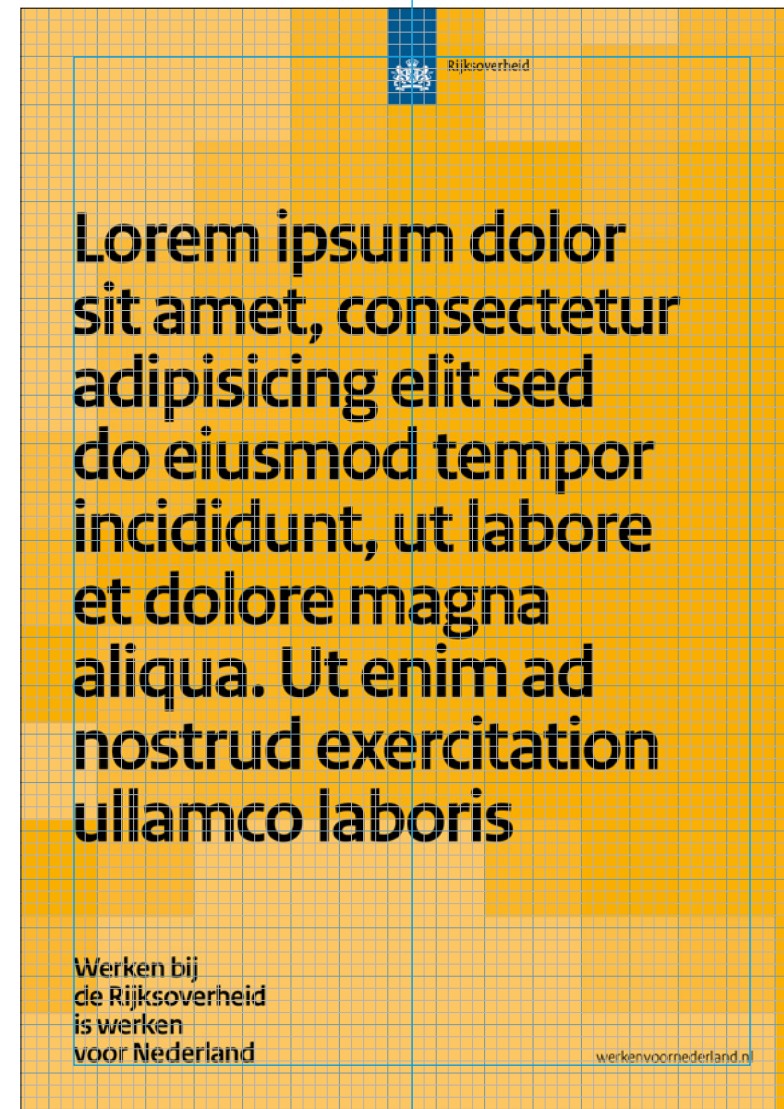 Rijksoverheid
Lorem ipsum dolor
sit amet, consectetur
adipisicing elit sed
do eiusmod tempor
incididunt, ut labore
et dolore magna
aliqua. Ut enim ad
nostrud exercitation
ullamco laboris
Werken bij
de Rijksoverheid
is werken
voor Nederland
werkenvoornederland.nl